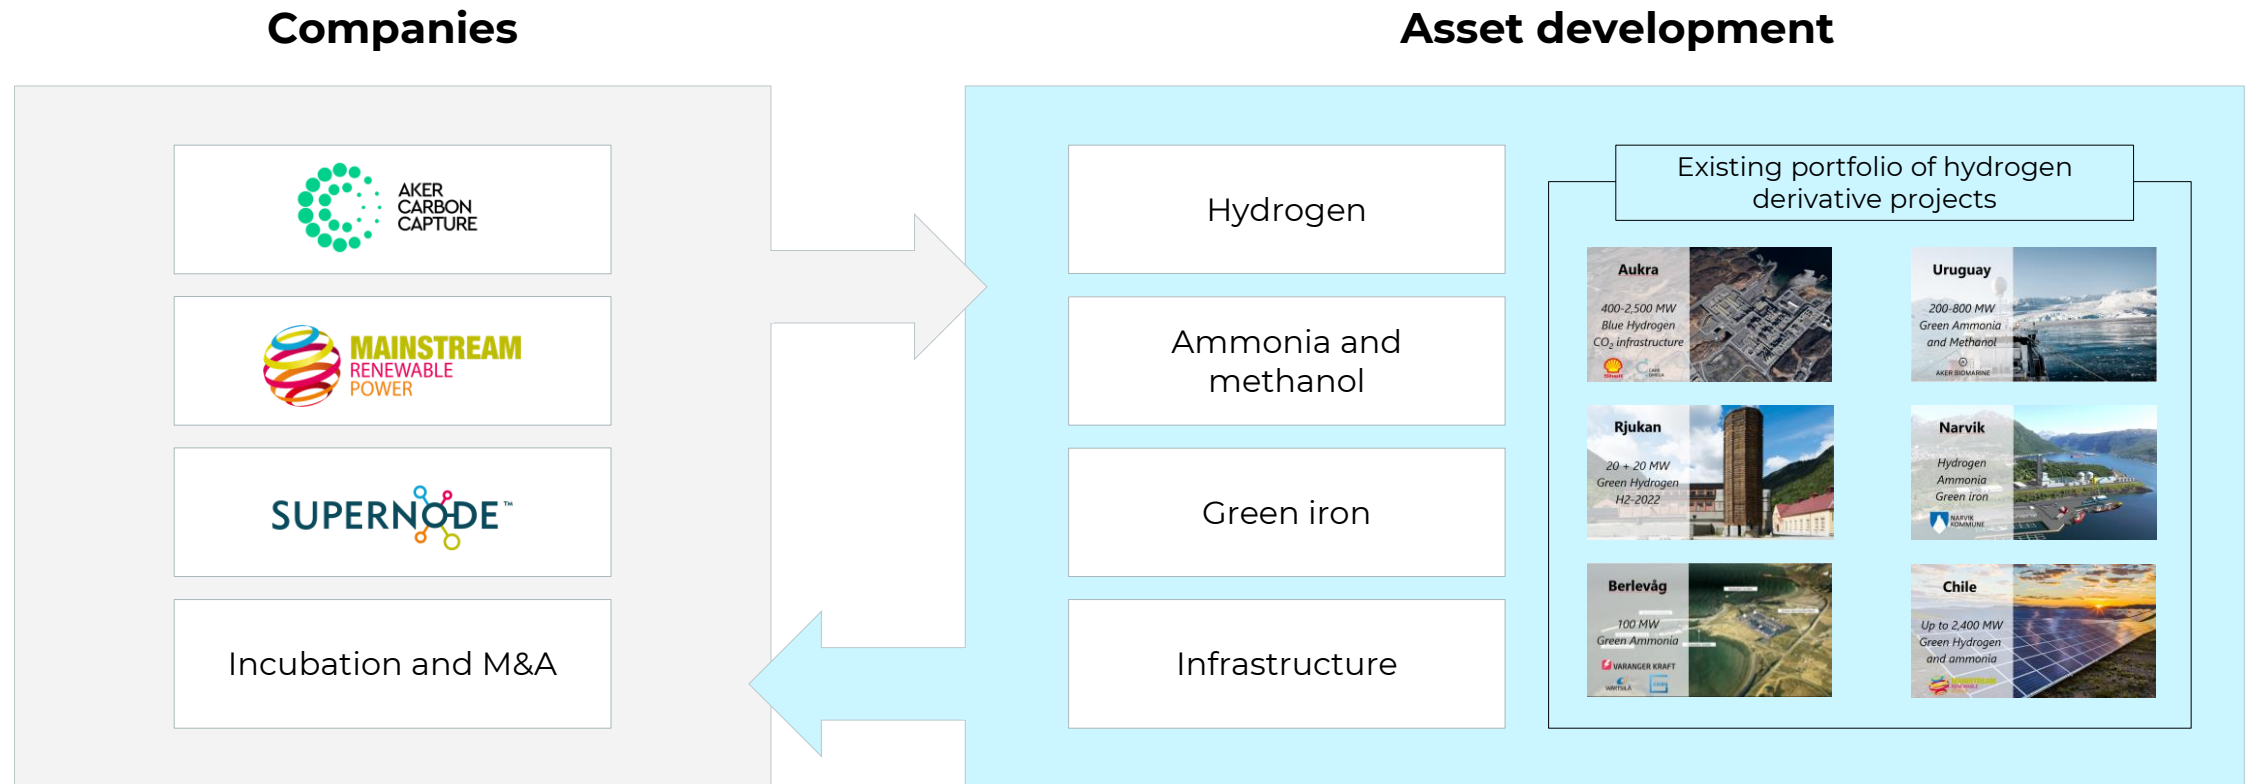 Companies
Asset development
AKER
CARBON
CAPTURE
MAINSTREAM
RENEWABLE
POWER
SUPERNODE™
Incubation and M&A
Hydrogen
Ammonia and
methanol
Green iron
Infrastructure
Existing portfolio of hydrogen
derivative projects
Aukra
400-2,500 MW
Blue Hydrogen
CO₂ infrastructure
Shell
Uruguay
200-800 MW
Green Ammonia
and Methanol
AKER BIOMARINE
Rjukan
20 + 20 MW
Green Hydrogen
H2-2022
Narvik
Hydrogen
Ammonia
Green iron
NARVIK
KOMMUNE
Berlevåg
100 MW
Green Ammonia
VARANGER KRAFT
WÄRTSILÄ
Chile
Up to 2,400 MW
Green Hydrogen
and ammonia
MAINSTREAM
RENEWABLE
POWER